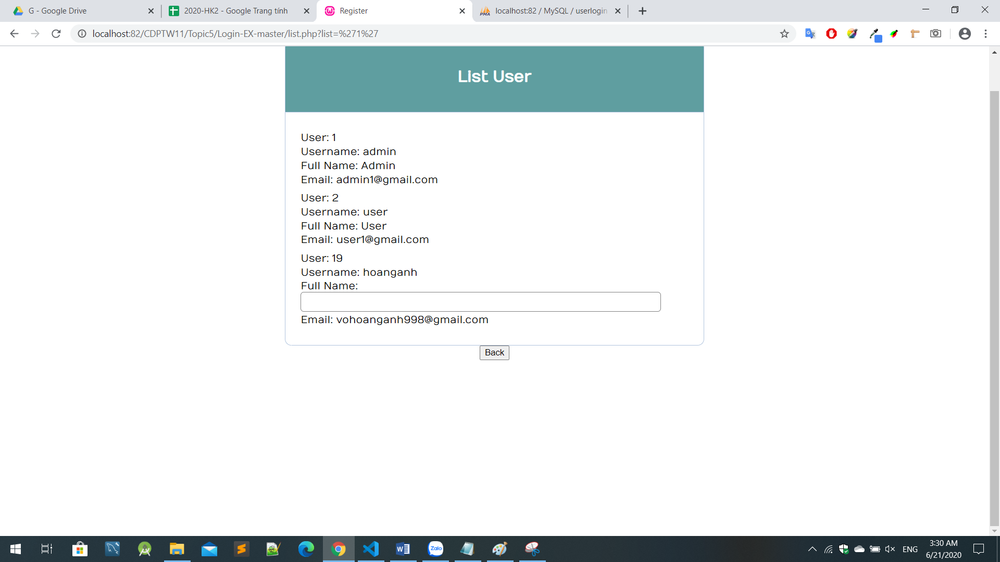 G - Google Drive
2020-HK2 - Google Trang tính
Register
localhost:82 / MySQL / userlogin
localhost:82/CDPTW11/Topic5/Login-EX-master/list.php?list=%271%27
List User
User: 1
Username: admin
Full Name: Admin
Email: admin1@gmail.com
User: 2
Username: user
Full Name: User
Email: user1@gmail.com
User: 19
Username: hoanganh
Full Name:
Email: vohoanganh998@gmail.com
Back
Zalo
ENG
3:30 AM
6/21/2020